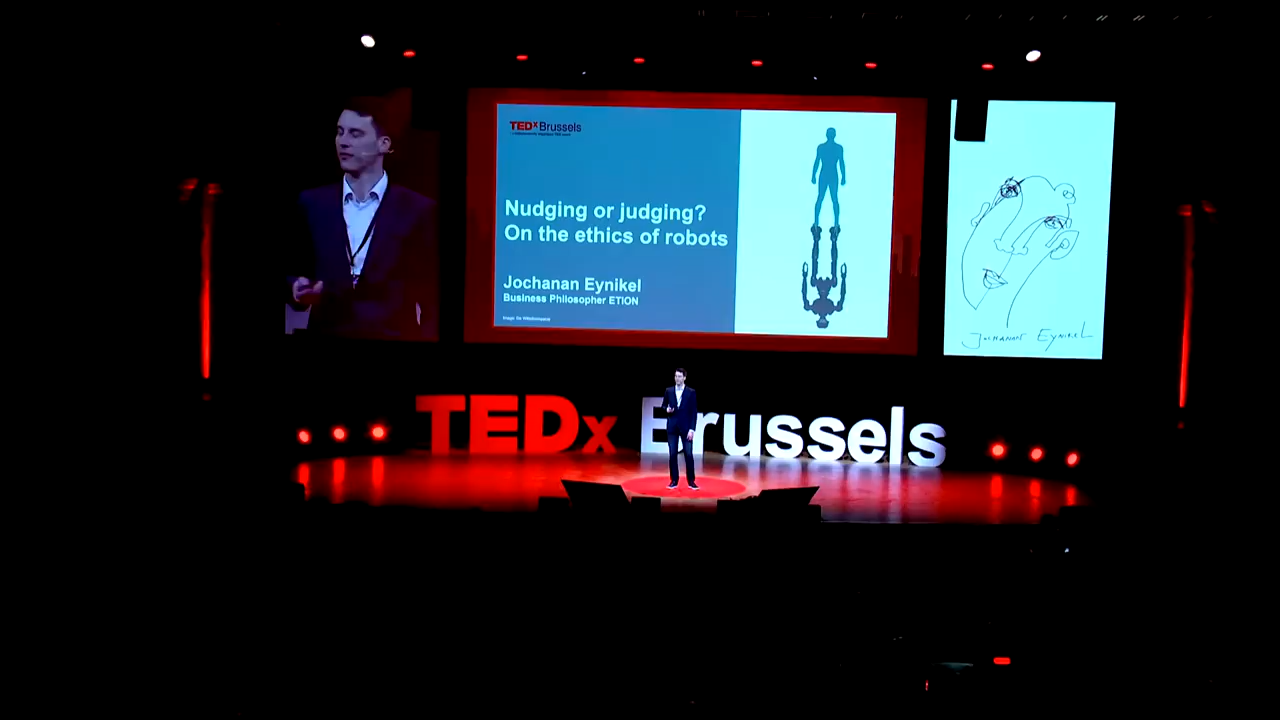 TEDxBrussels
Nudging or judging?
On the ethics of robots
Jochanan Eynikel
Business Philosopher ETION
Jochanan Eynikel
TEDx Brussels